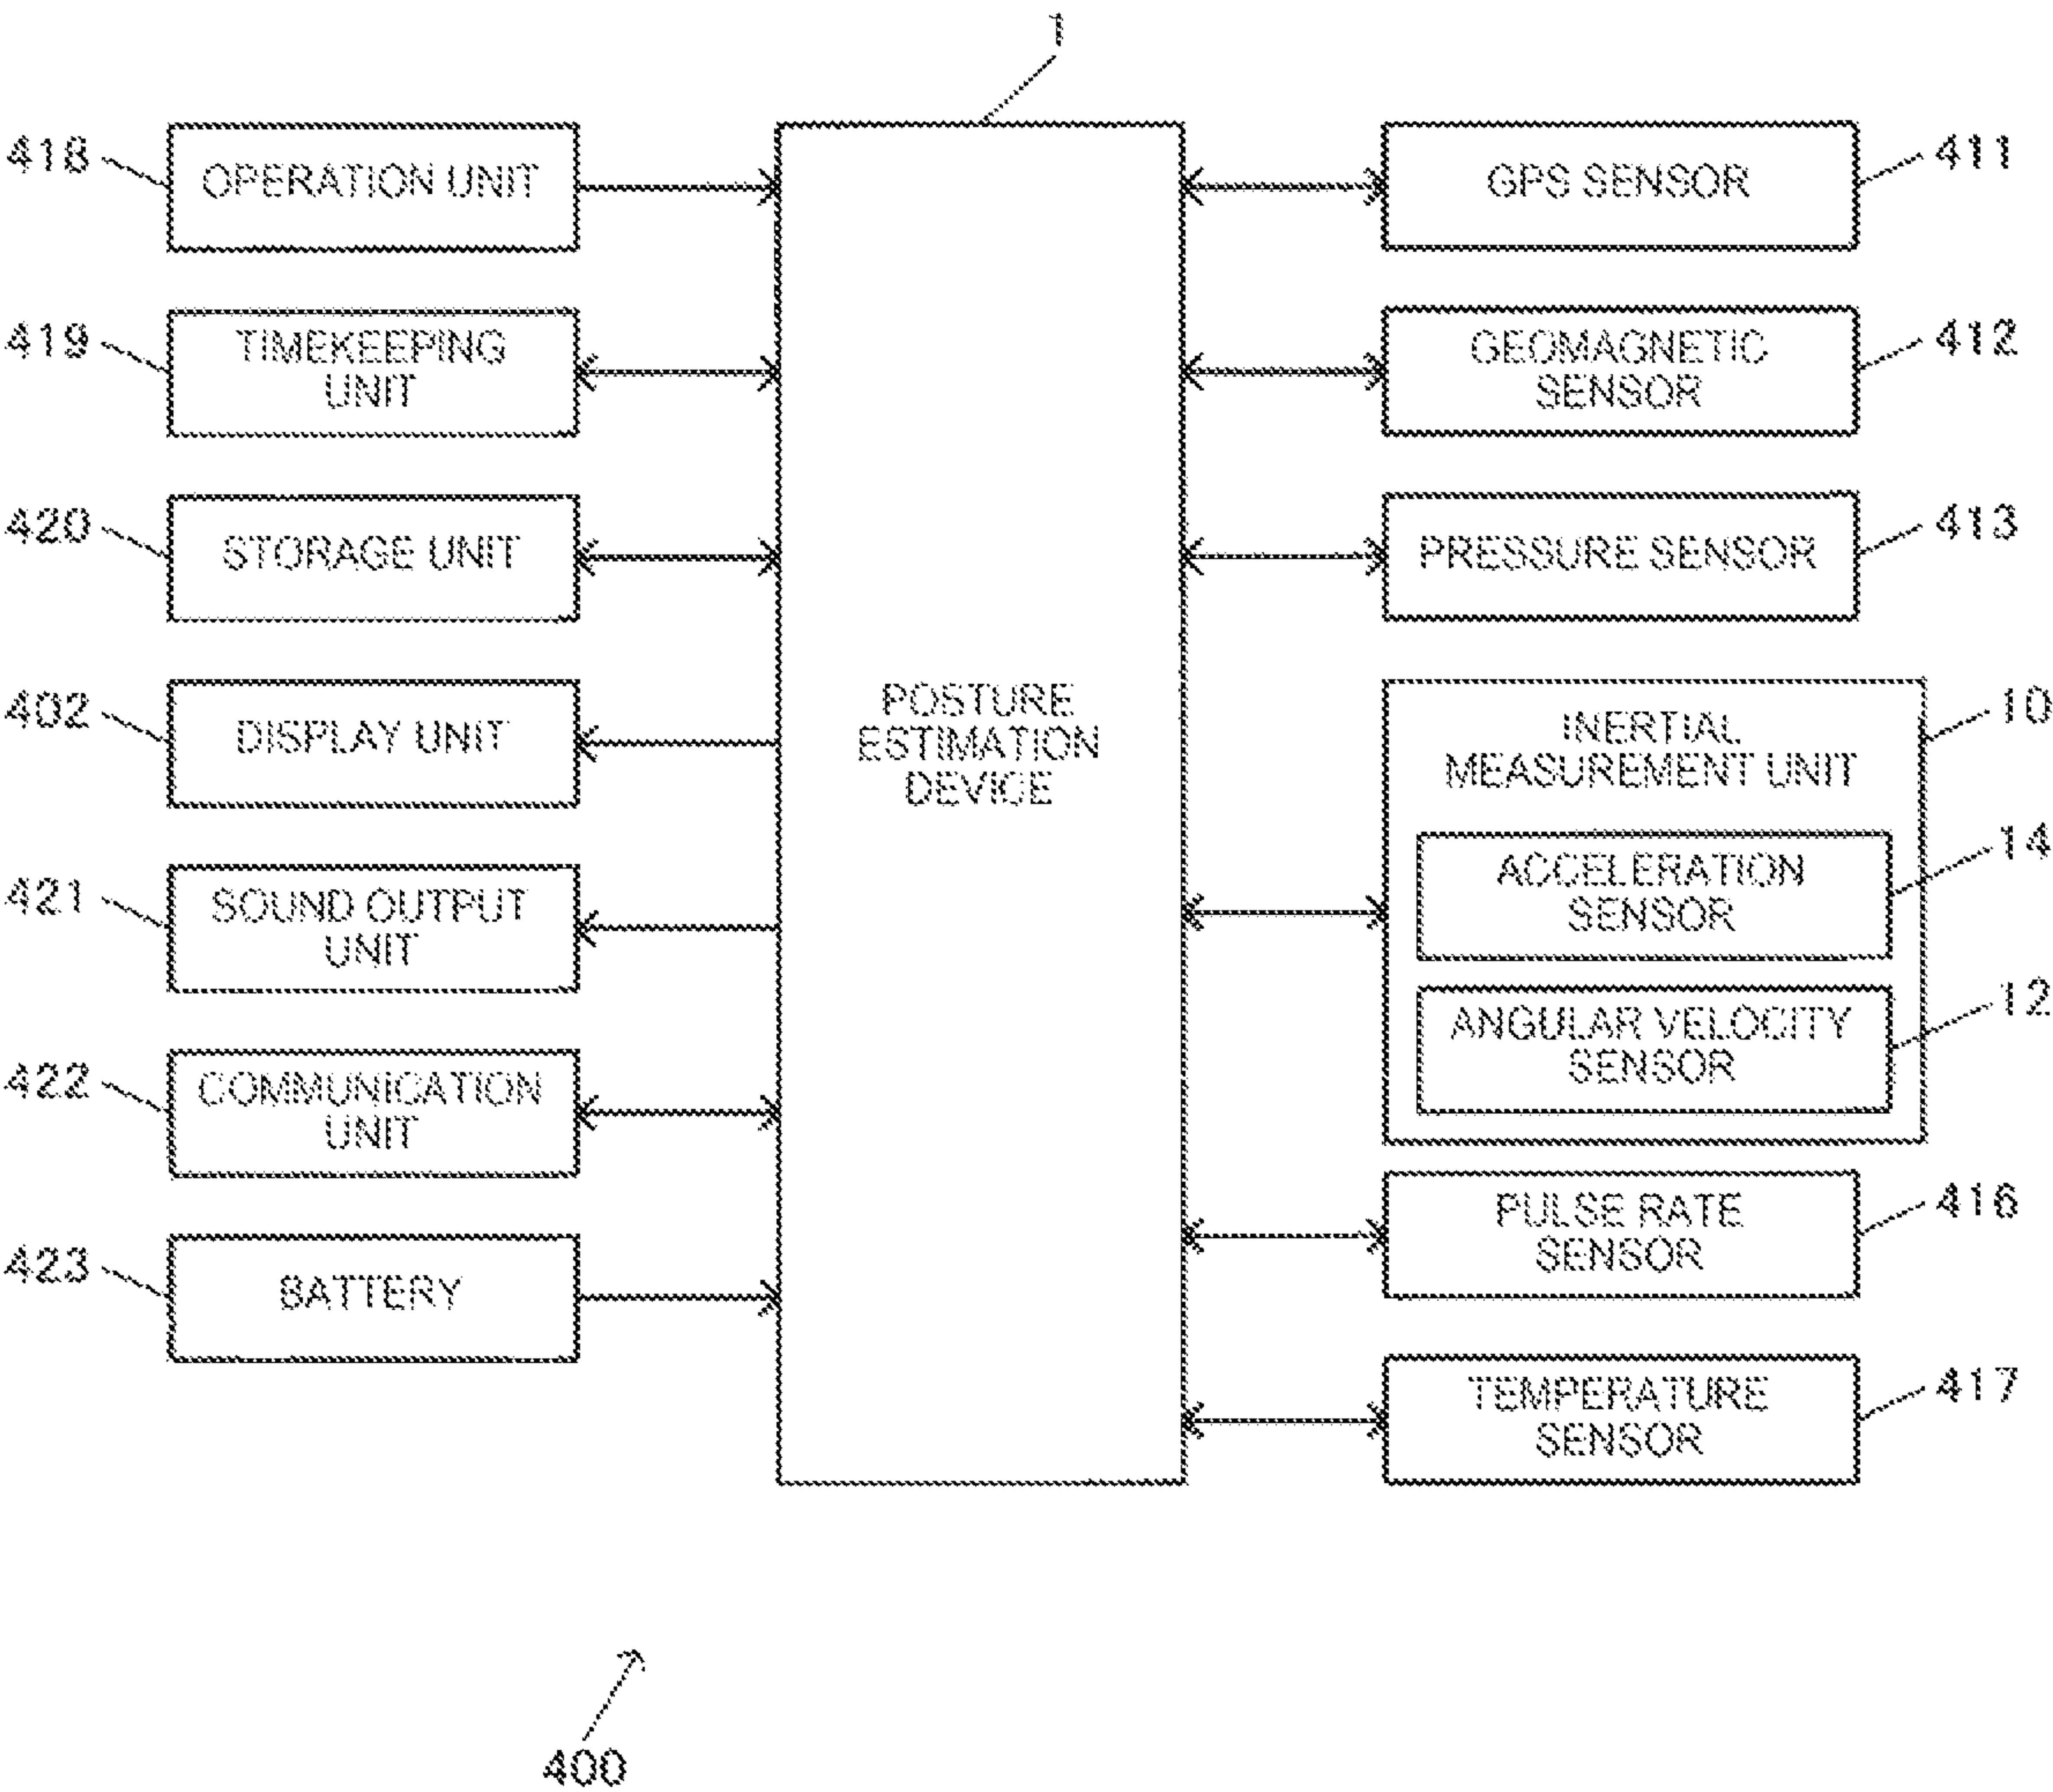 1
418
OPERATION UNIT
419
TIMEKEEPING
UNIT
420
STORAGE UNIT
402
DISPLAY UNIT
421
SOUND OUTPUT
UNIT
422
COMMUNICATION
UNIT
423
BATTERY
POSTURE
ESTIMATION
DEVICE
GPS SENSOR
411
GEOMAGNETIC
SENSOR
412
PRESSURE SENSOR
413
INERTIAL
MEASUREMENT UNIT
10
ACCELERATION
SENSOR
14
ANGULAR VELOCITY
SENSOR
12
PULSE RATE
SENSOR
416
TEMPERATURE
SENSOR
417
400